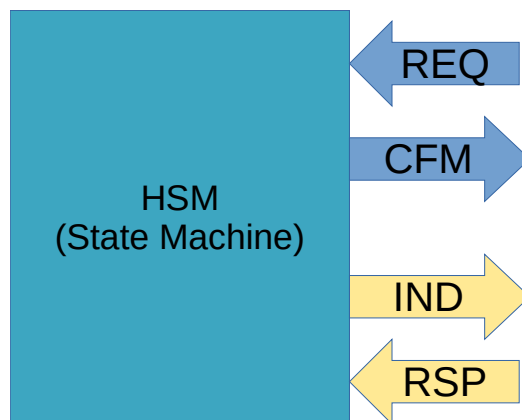 REQ
CFM
HSM
(State Machine)
IND
RSP